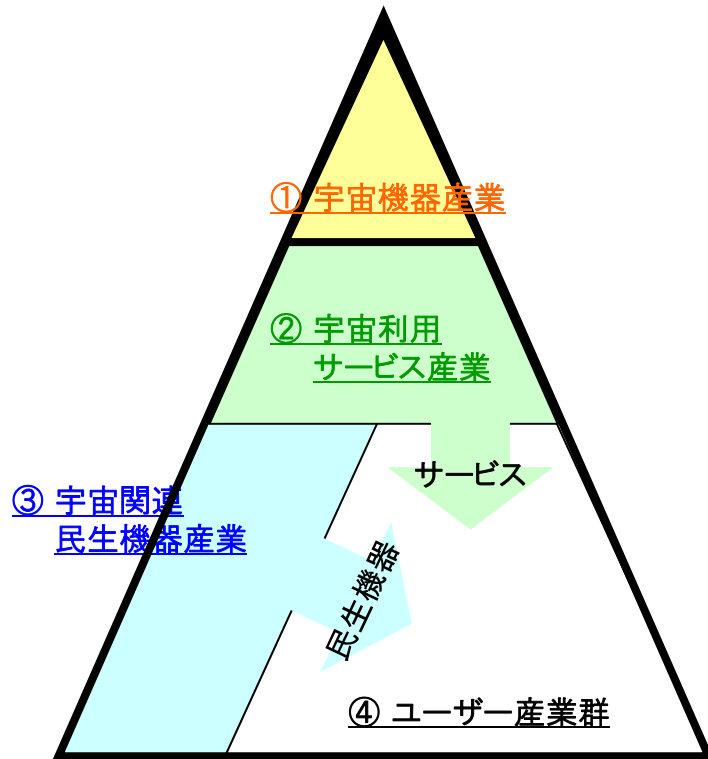 ① 宇宙機器産業
② 宇宙利用
サービス産業
サービス
③ 宇宙関連
民生機器産業
民生機器
④ ユーザー産業群